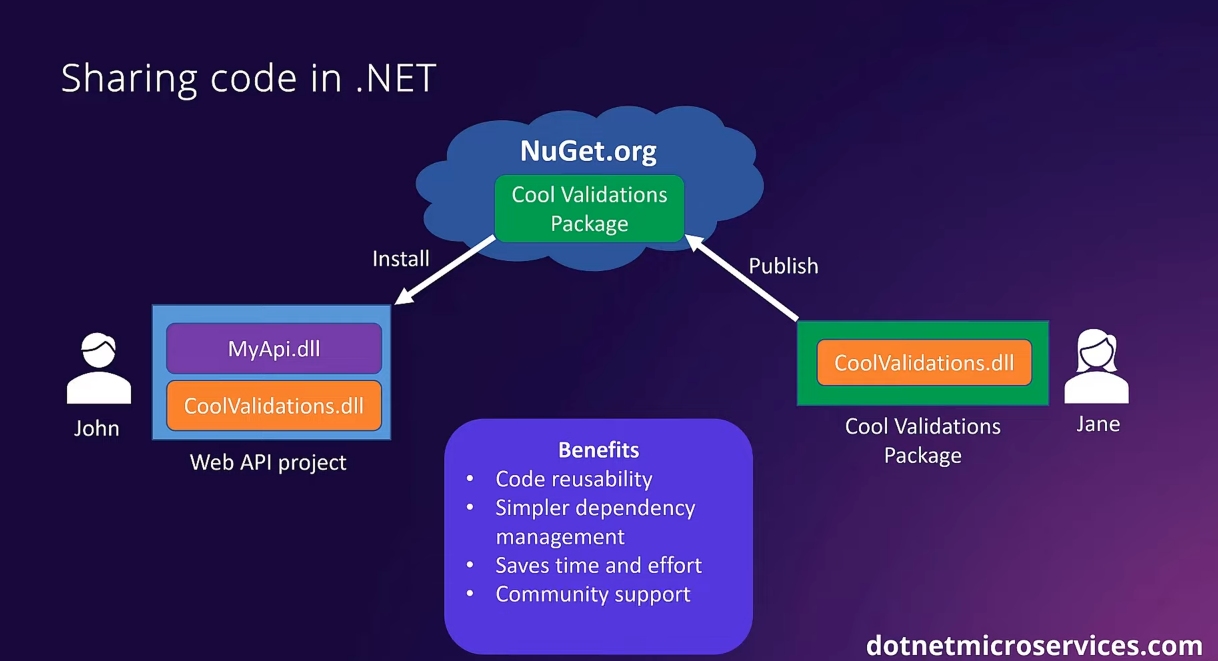 Sharing code in .NET
NuGet.org
Cool Validations
Package
Install
Publish
MyApi.dll
CoolValidations.dll
John
Web API project
CoolValidations.dll
Cool Validations
Package
Jane
Benefits
• Code reusability
• Simpler dependency
management
• Saves time and effort
• Community support
dotnetmicroservices.com